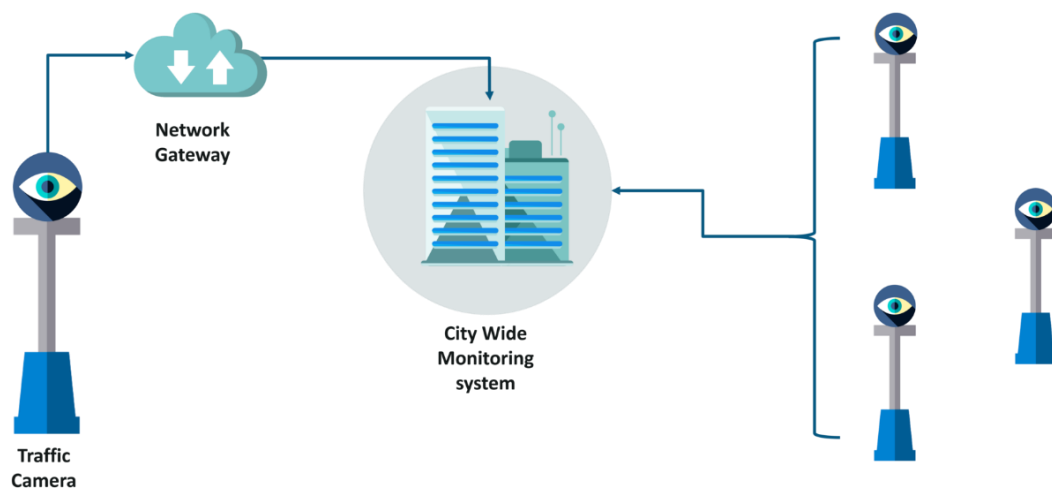 Network
Gateway
City Wide
Monitoring
system
Traffic
Camera